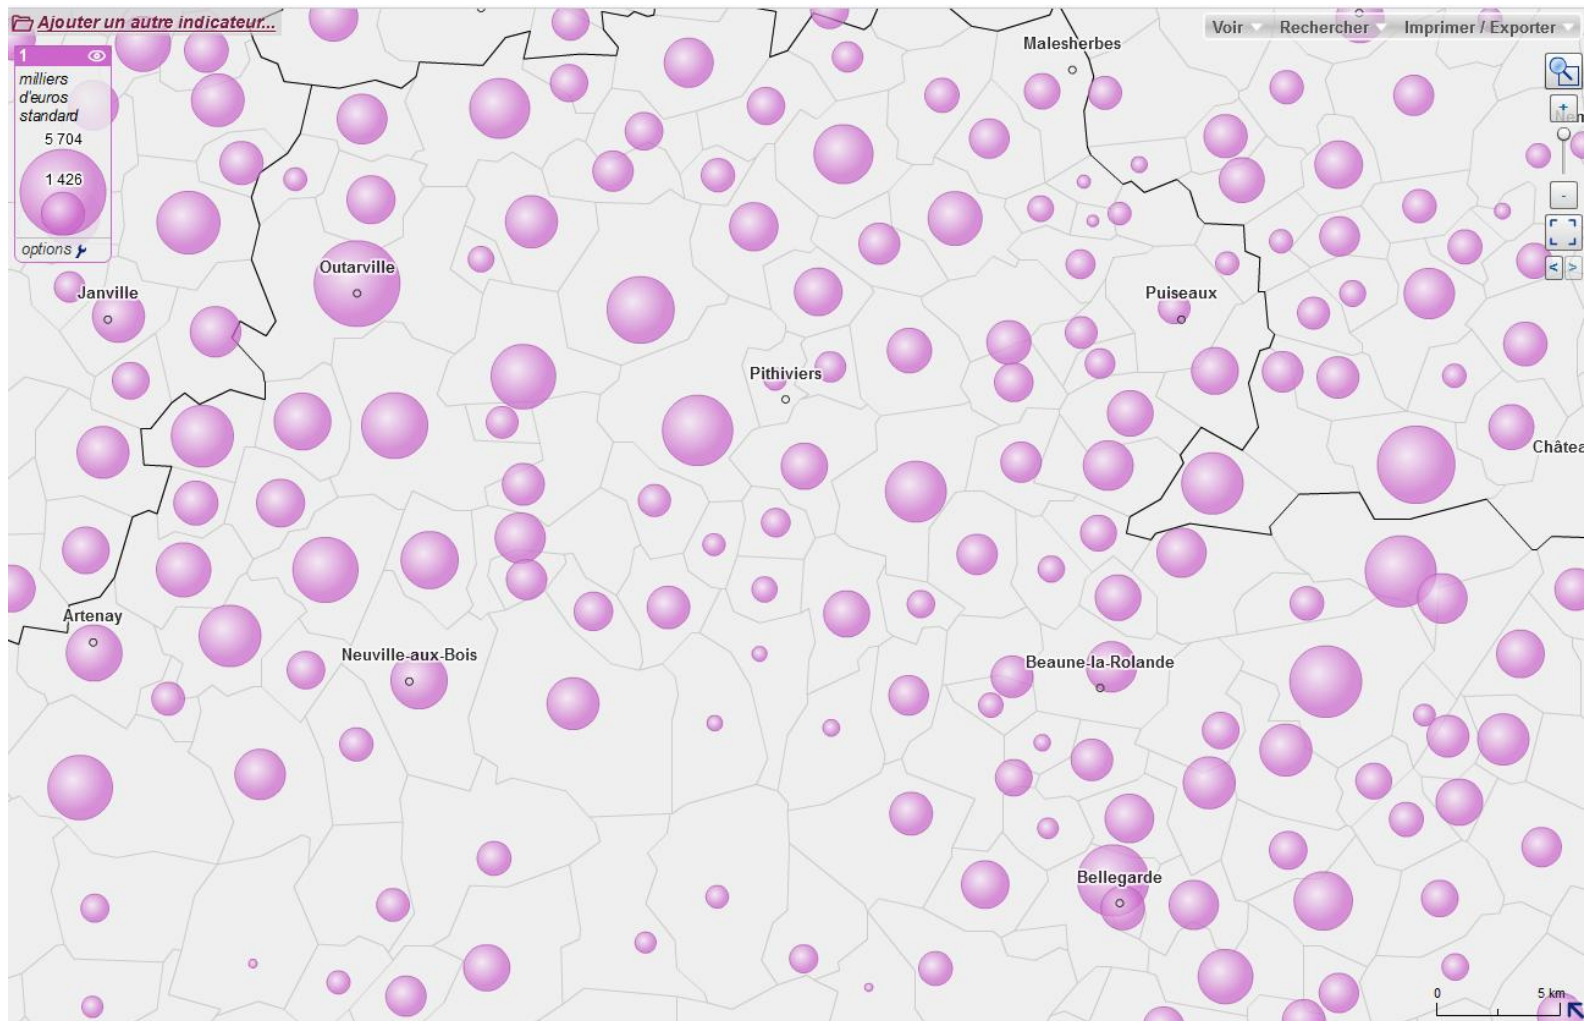 Ajouter un autre indicateur...
Voir
Rechercher
Imprimer / Exporter
Malesherbes
1
milliers
d'euros
standard
5 704
1 426
options
Outarville
Janville
Puiseaux
Pithiviers
Artenay
Neuville-aux-Bois
Beaune-la-Rolande
Bellegarde
Châtea
+
-
< >
0 5 km